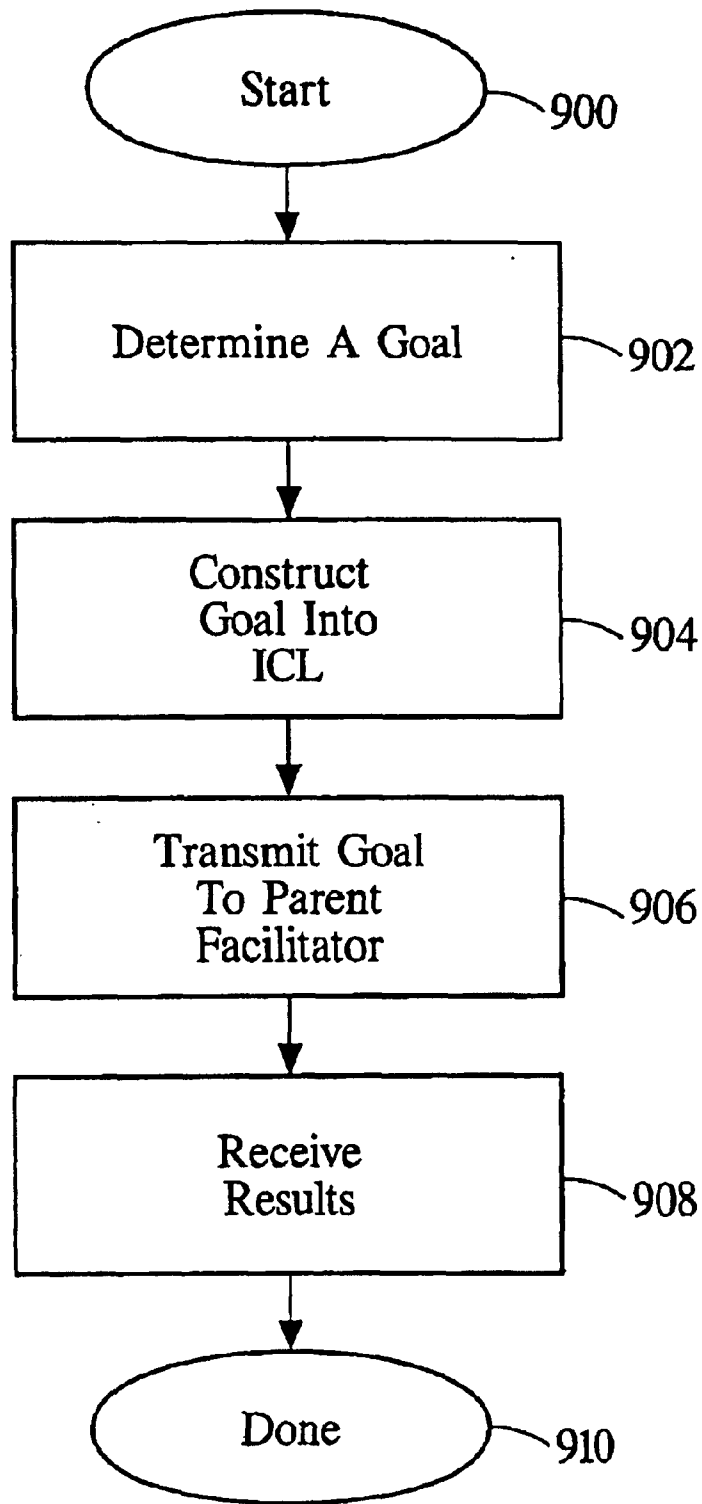 Start
900
Determine A Goal
902
Construct
Goal Into
ICL
904
Transmit Goal
To Parent
Facilitator
906
Receive
Results
908
Done
910